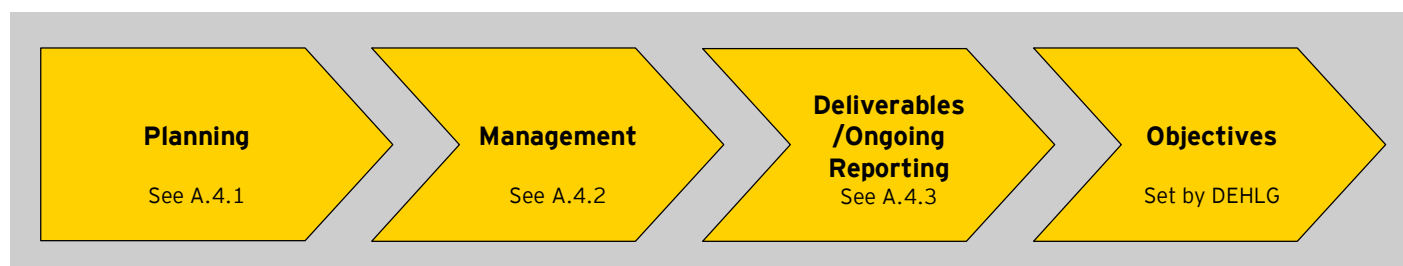 Planning
See A.4.1
Management
See A.4.2
Deliverables
/Ongoing
Reporting
See A.4.3
Objectives
Set by DEHLG